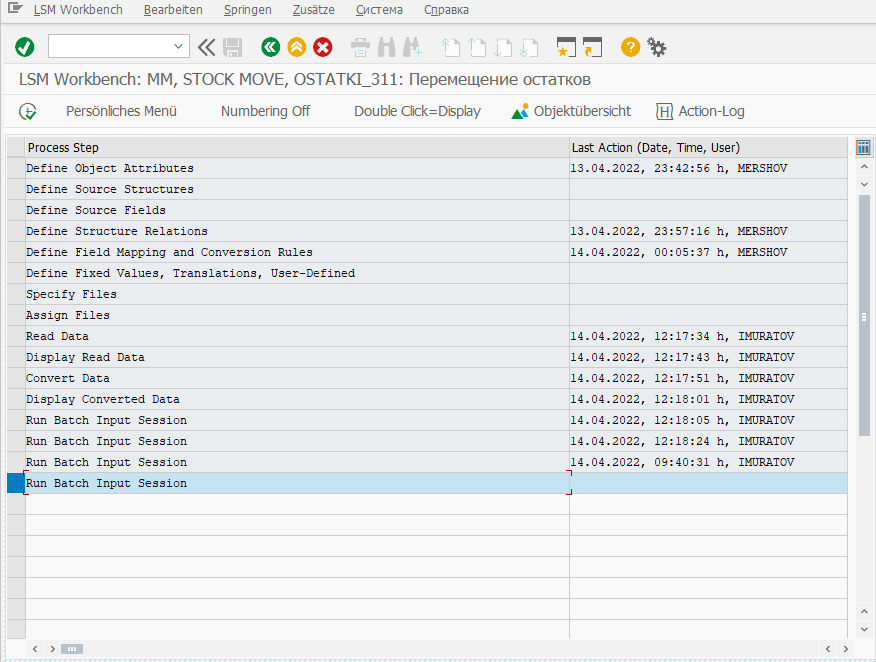 LSM Workbench Bearbeiten Springen Zusätze Система Справка
LSM Workbench: MM, STOCK MOVE, OSTATKI_311: Перемещение остатков
Persönliches Menü Numbering Off Double Click=Display Objektübersicht Action-Log
Process Step Last Action (Date, Time, User)
Define Object Attributes 13.04.2022, 23:42:56 h, MERSHOV
Define Source Structures
Define Source Fields
Define Structure Relations 13.04.2022, 23:57:16 h, MERSHOV
Define Field Mapping and Conversion Rules 14.04.2022, 00:05:37 h, MERSHOV
Define Fixed Values, Translations, User-Defined
Specify Files
Assign Files
Read Data 14.04.2022, 12:17:34 h, IMURATOV
Display Read Data 14.04.2022, 12:17:43 h, IMURATOV
Convert Data 14.04.2022, 12:17:51 h, IMURATOV
Display Converted Data 14.04.2022, 12:18:01 h, IMURATOV
Run Batch Input Session 14.04.2022, 12:18:05 h, IMURATOV
Run Batch Input Session 14.04.2022, 12:18:24 h, IMURATOV
Run Batch Input Session 14.04.2022, 09:40:31 h, IMURATOV
Run Batch Input Session